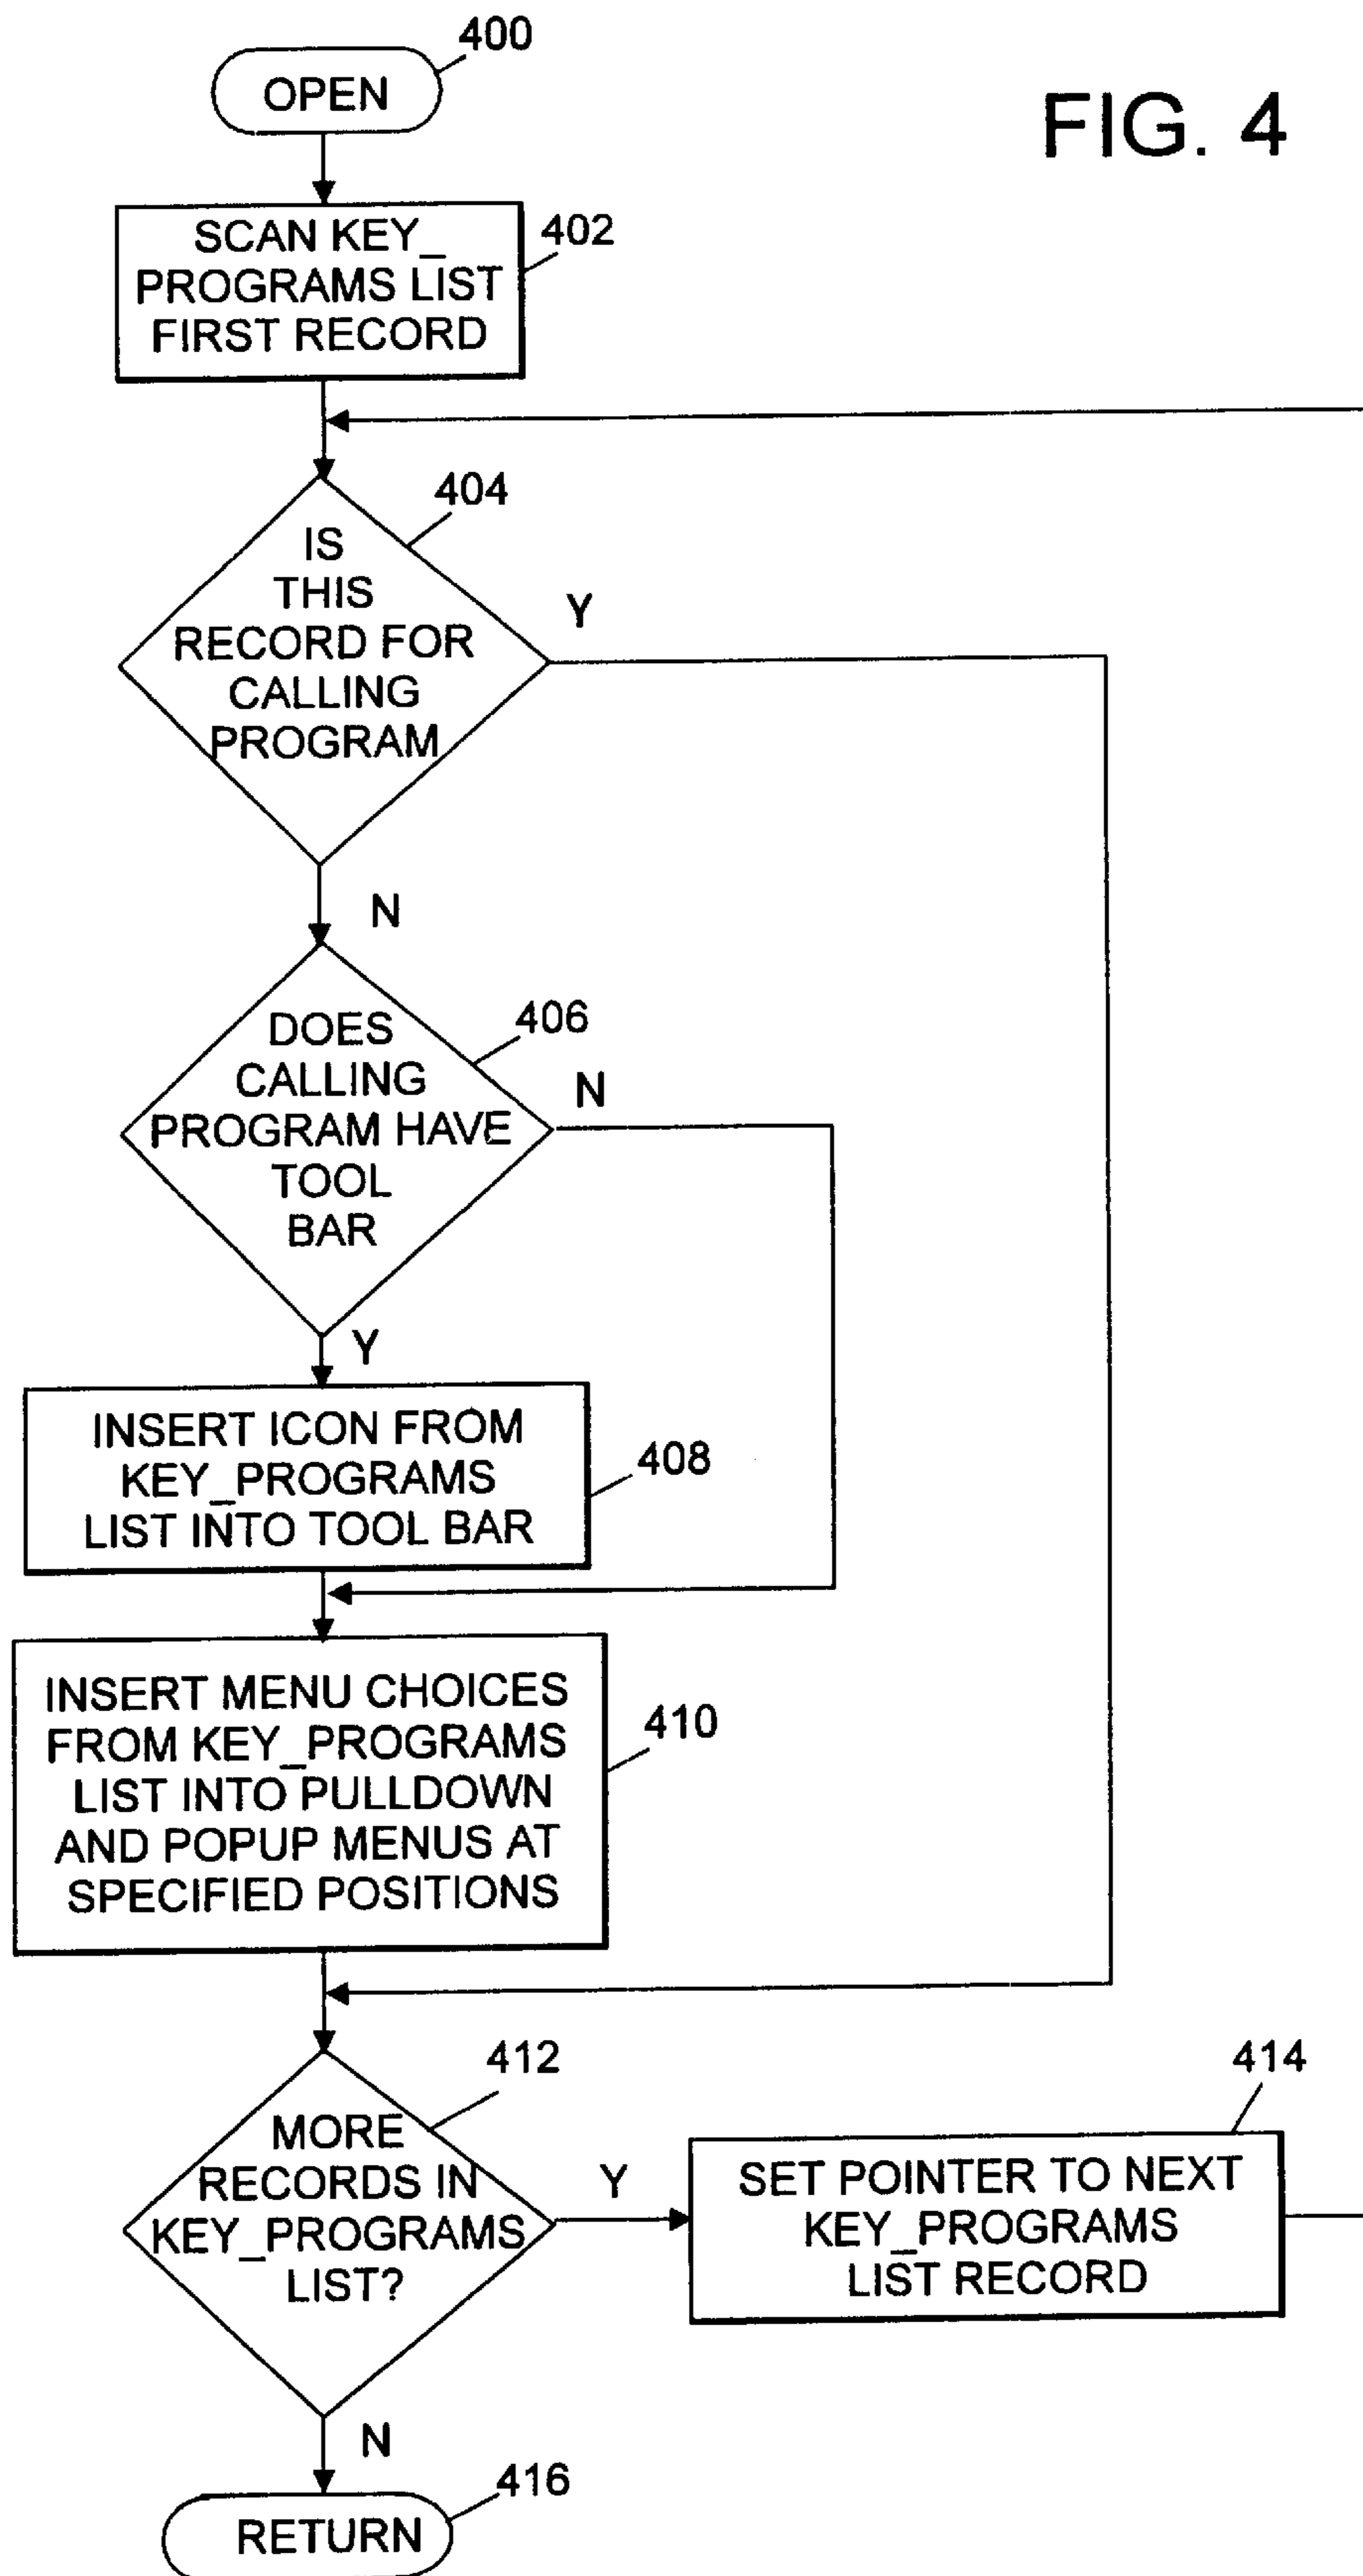 400
OPEN
FIG. 4
SCAN KEY_
PROGRAMS LIST
FIRST RECORD
402
404
IS
THIS
RECORD FOR
CALLING
PROGRAM
Y
N
406
DOES
CALLING
PROGRAM HAVE
TOOL
BAR
N
Y
INSERT ICON FROM
KEY_PROGRAMS
LIST INTO TOOL BAR
408
INSERT MENU CHOICES
FROM KEY_PROGRAMS
LIST INTO PULLDOWN
AND POPUP MENUS AT
SPECIFIED POSITIONS
410
412
MORE
RECORDS IN
KEY_PROGRAMS
LIST?
Y
414
SET POINTER TO NEXT
KEY_PROGRAMS
LIST RECORD
N
416
RETURN